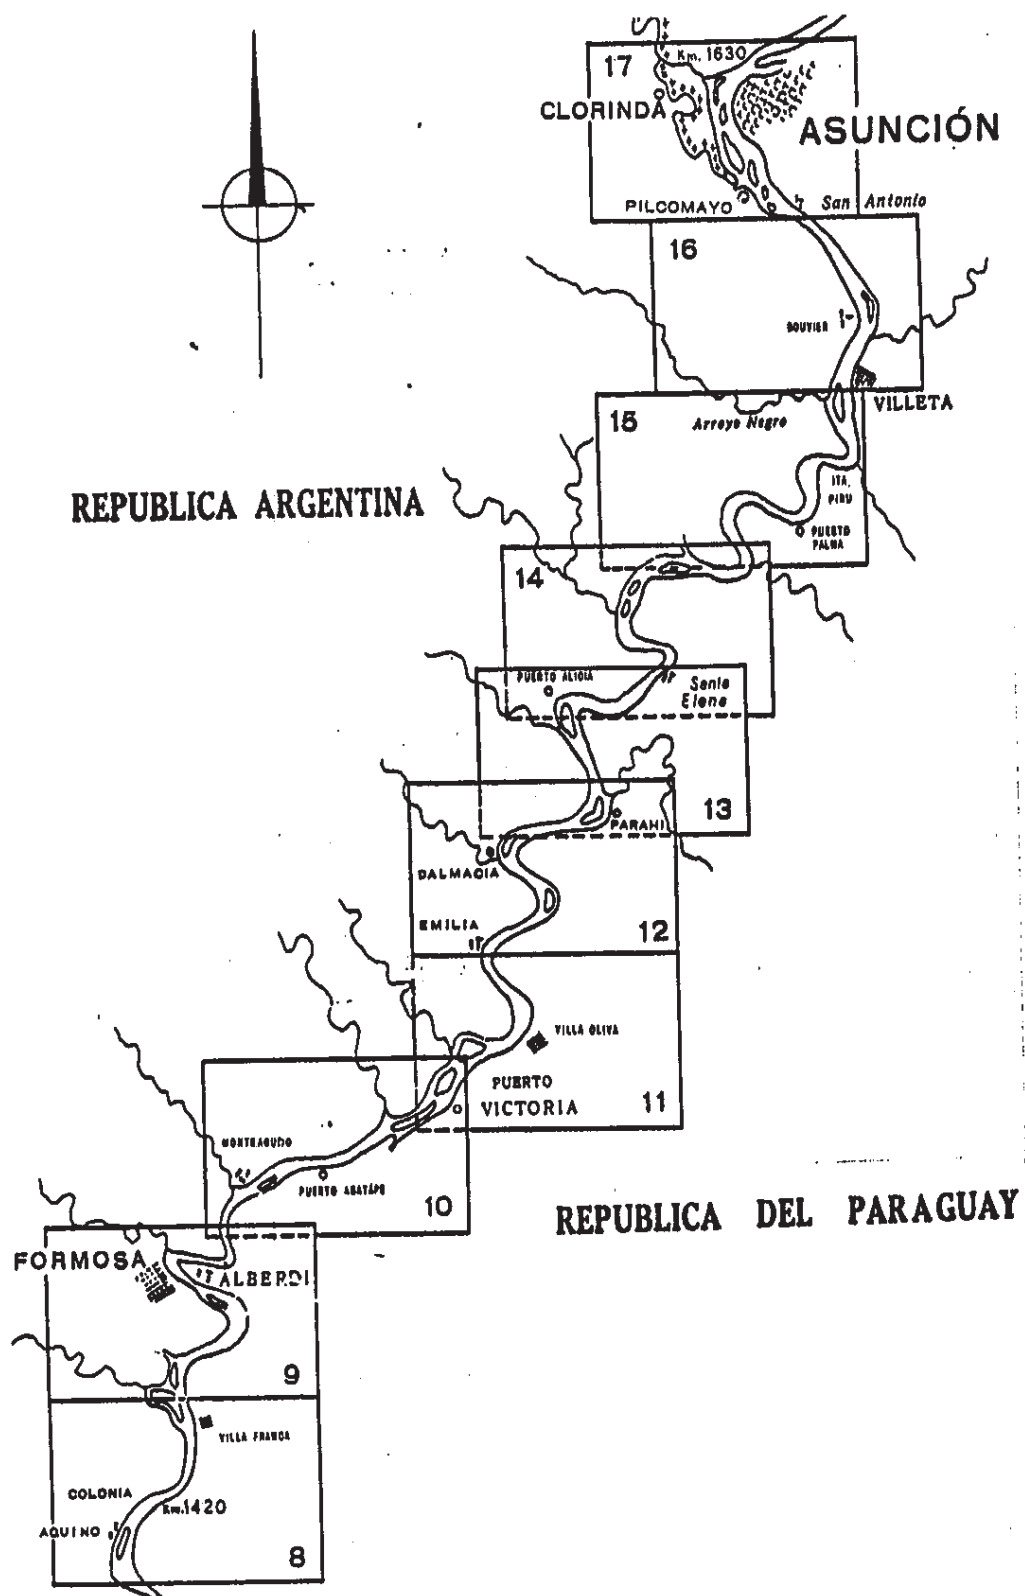 17
Km. 1630
CLORINDA
ASUNCIÓN
PILCOMAYO
San Antonio
16
BOUVIER
VILLETA
15
Arroyo Negro
REPUBLICA ARGENTINA
ITA,
PIRU
PUERTO
PALMA
14
PUERTO ALICIA
Santa
Elena
13
PARAHI
DALMACIA
EMILIA
12
VILLA OLIVA
PUERTO
VICTORIA
11
MONTEAGUDO
PUERTO ABATAPE
10
REPUBLICA DEL PARAGUAY
FORMOSA
ALBERDI
9
VILLA FRANCA
COLONIA
Km. 1420
AQUINO
8